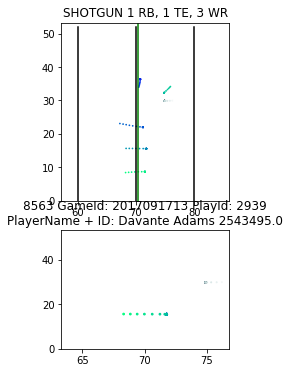 SHOTGUN 1 RB, 1 TE, 3 WR
50
40
30
20
10
0
60 70 80
8563 GameId: 2017091713 PlayId: 2939
PlayerName + ID: Davante Adams 2543495.0
40
20
0
65 70 75